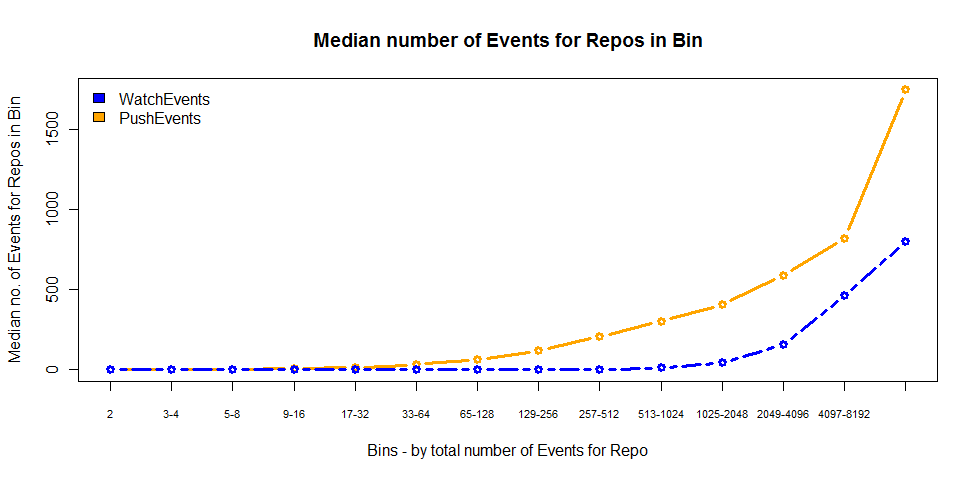 Median number of Events for Repos in Bin
WatchEvents
PushEvents
Median no. of Events for Repos in Bin
1500
1000
500
0
2 3-4 5-8 9-16 17-32 33-64 65-128 129-256 257-512 513-1024 1025-2048 2049-4096 4097-8192
Bins - by total number of Events for Repo